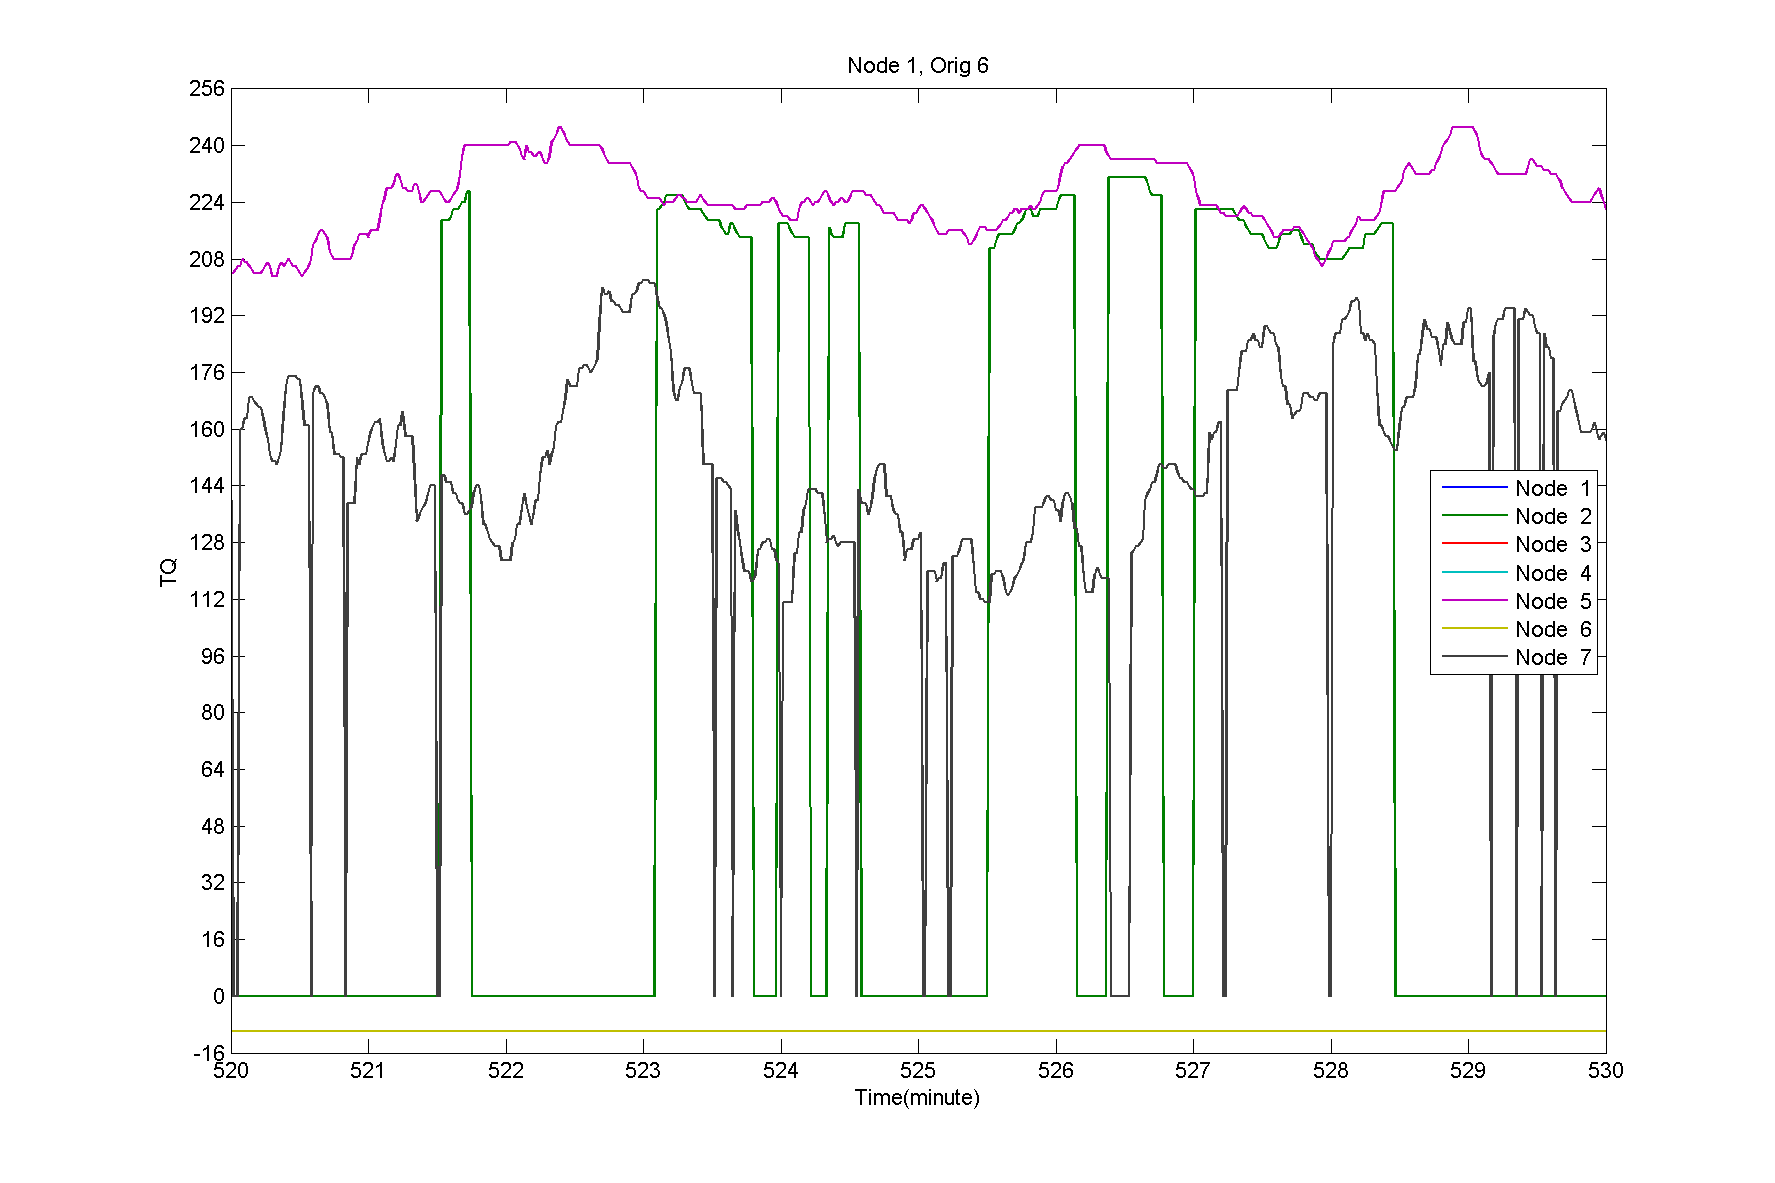 Node 1, Orig 6
256
240
224
208
192
176
160
144
128
112
96
80
64
48
32
16
0
-16
TQ
Node 1
Node 2
Node 3
Node 4
Node 5
Node 6
Node 7
520 521 522 523 524 525 526 527 528 529 530
Time(minute)